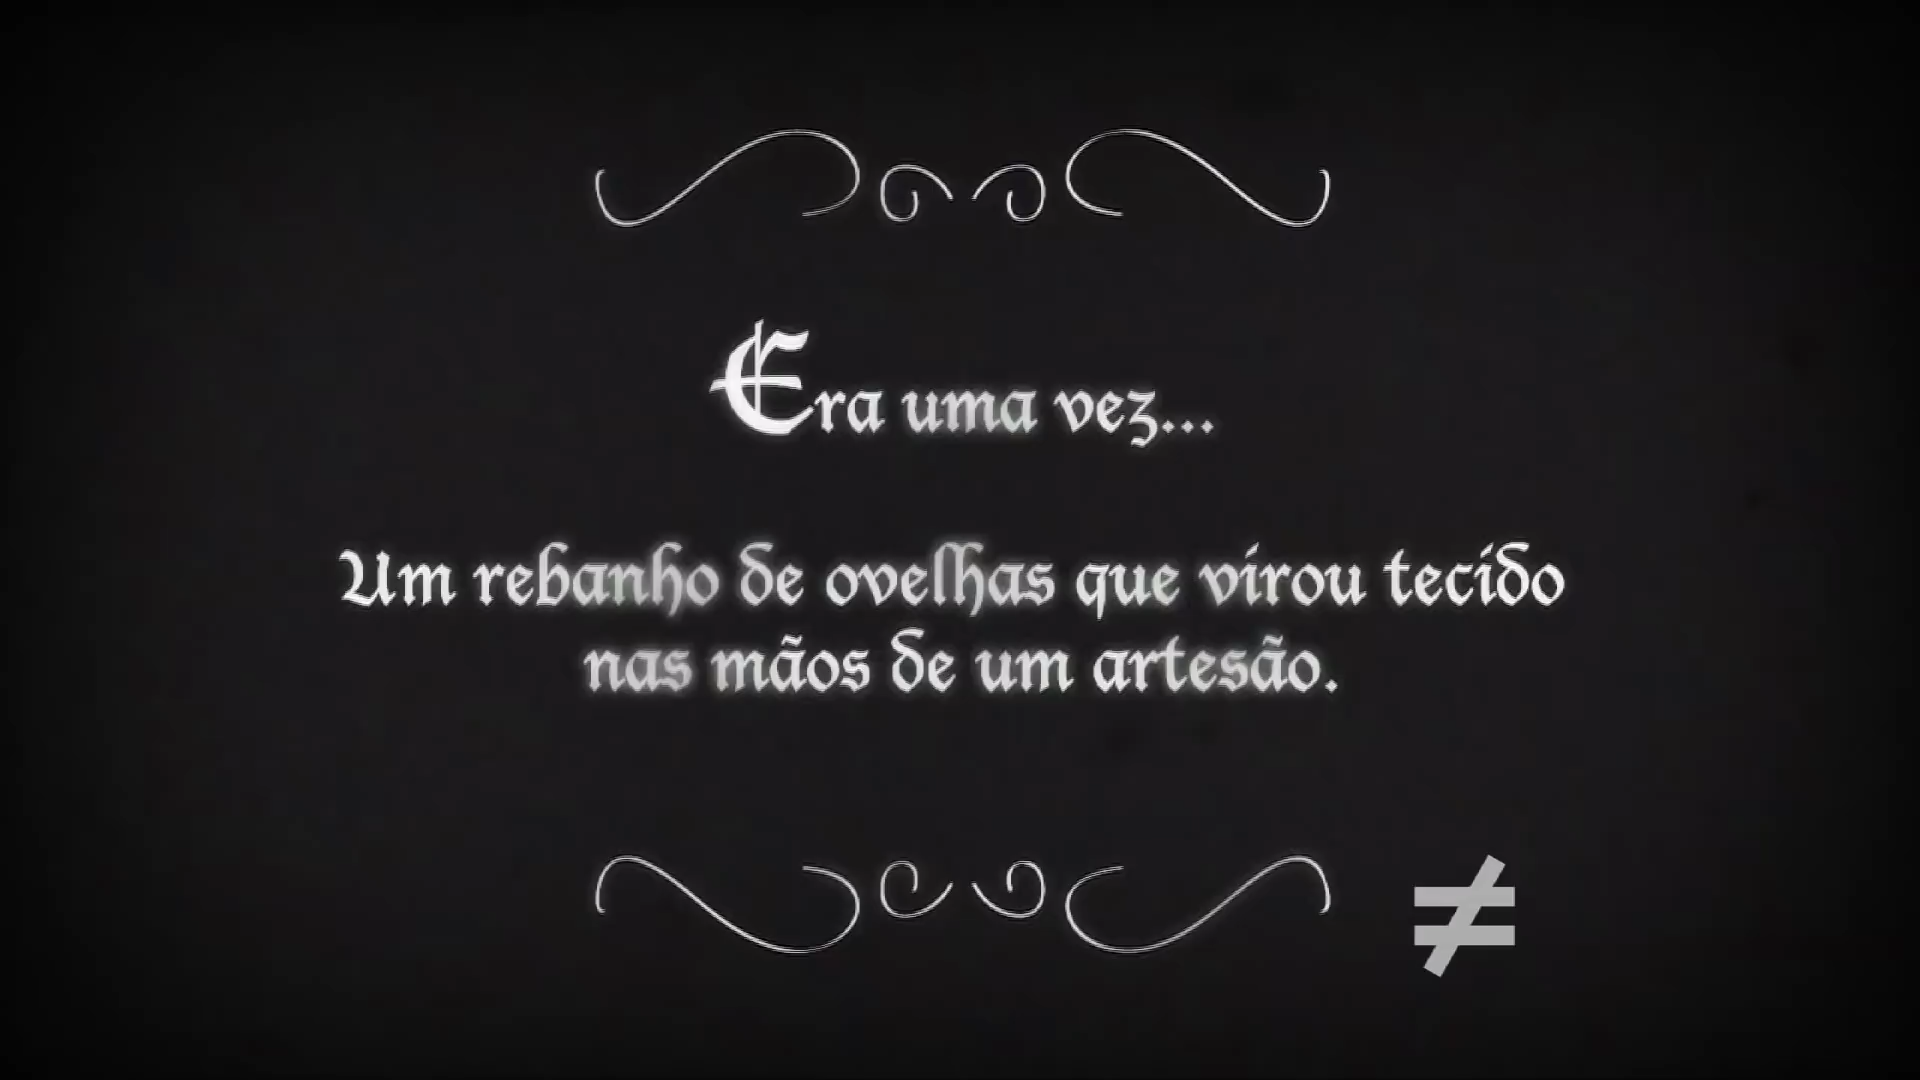 Era uma vez...
Um rebanho de ovelhas que virou tecido
nas mãos de um artesão.
≠